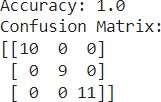 Accuracy: 1.0
Confusion Matrix:
[[10  0  0]
 [ 0  9  0]
 [ 0  0 11]]